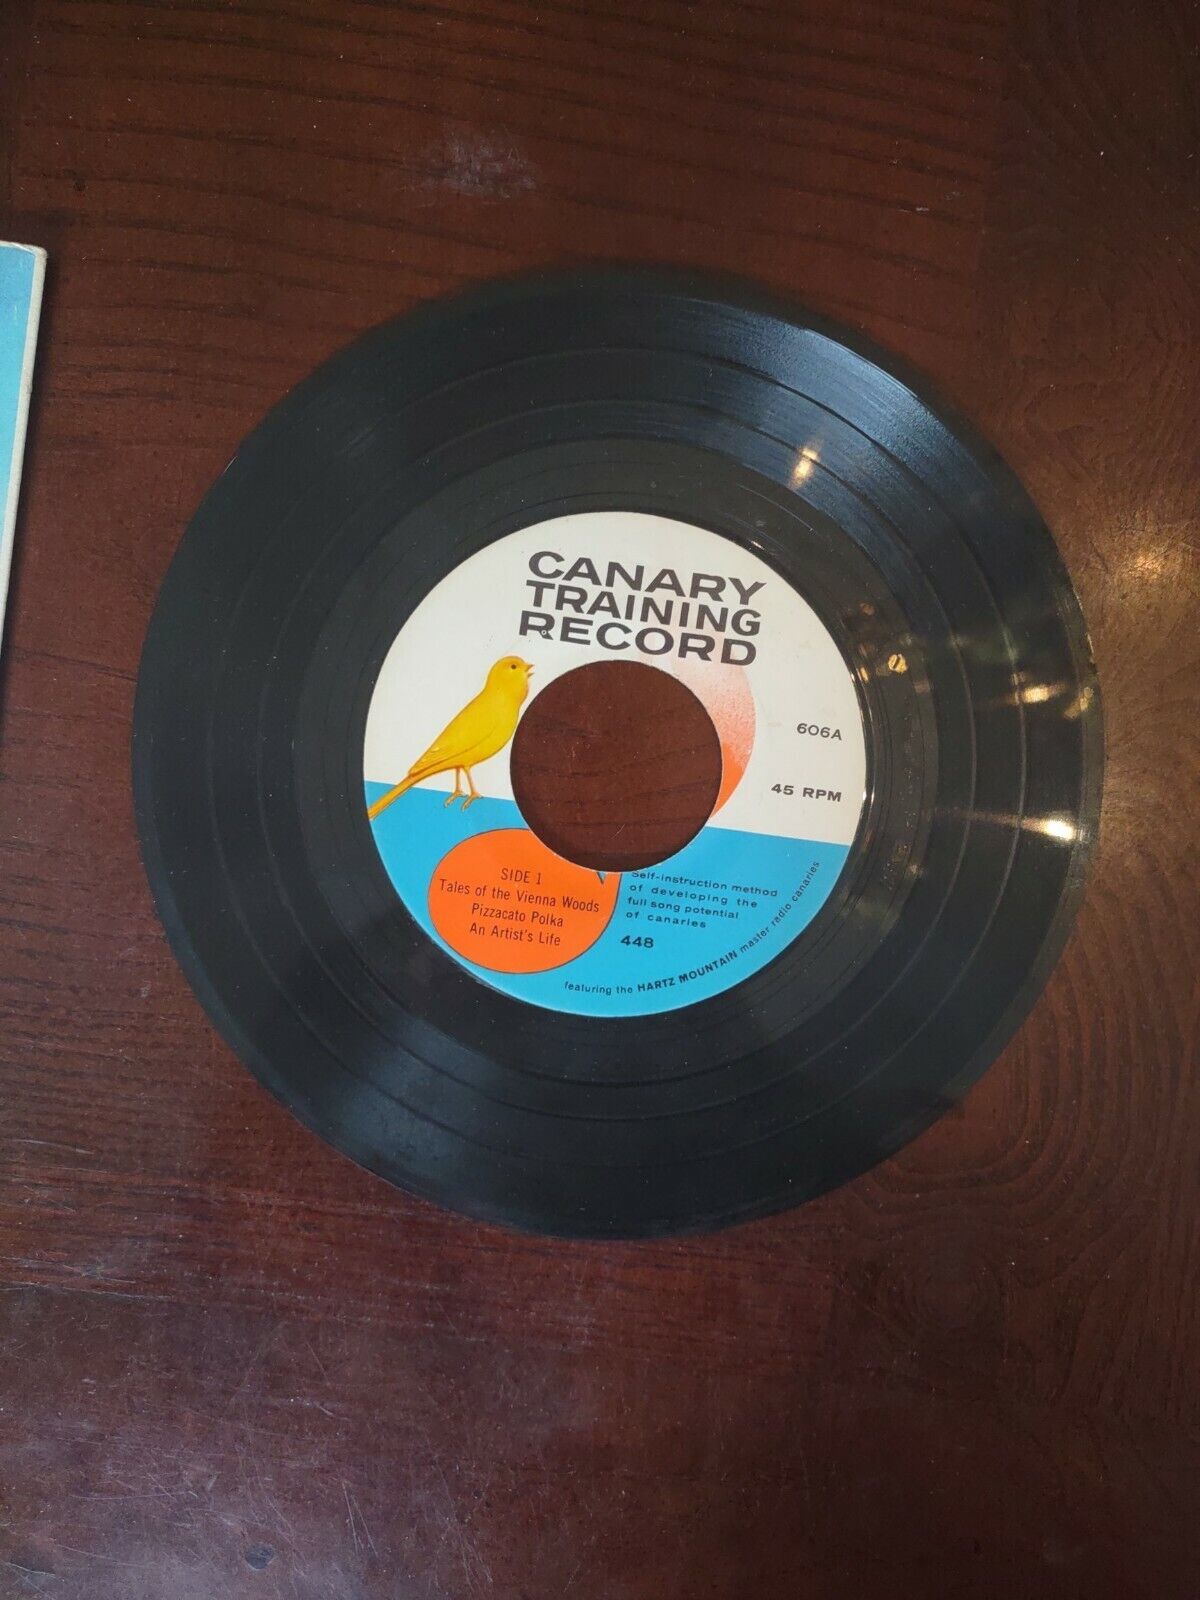 CANARY
TRAINING
RECORD
606A
45 RPM
SIDE 1
Tales of the Vienna Woods
Pizzacato Polka
An Artist's Life
Self-instruction method
of developing the
full song potential
of canaries
448
featuring the HARTZ MOUNTAIN master radio canaries